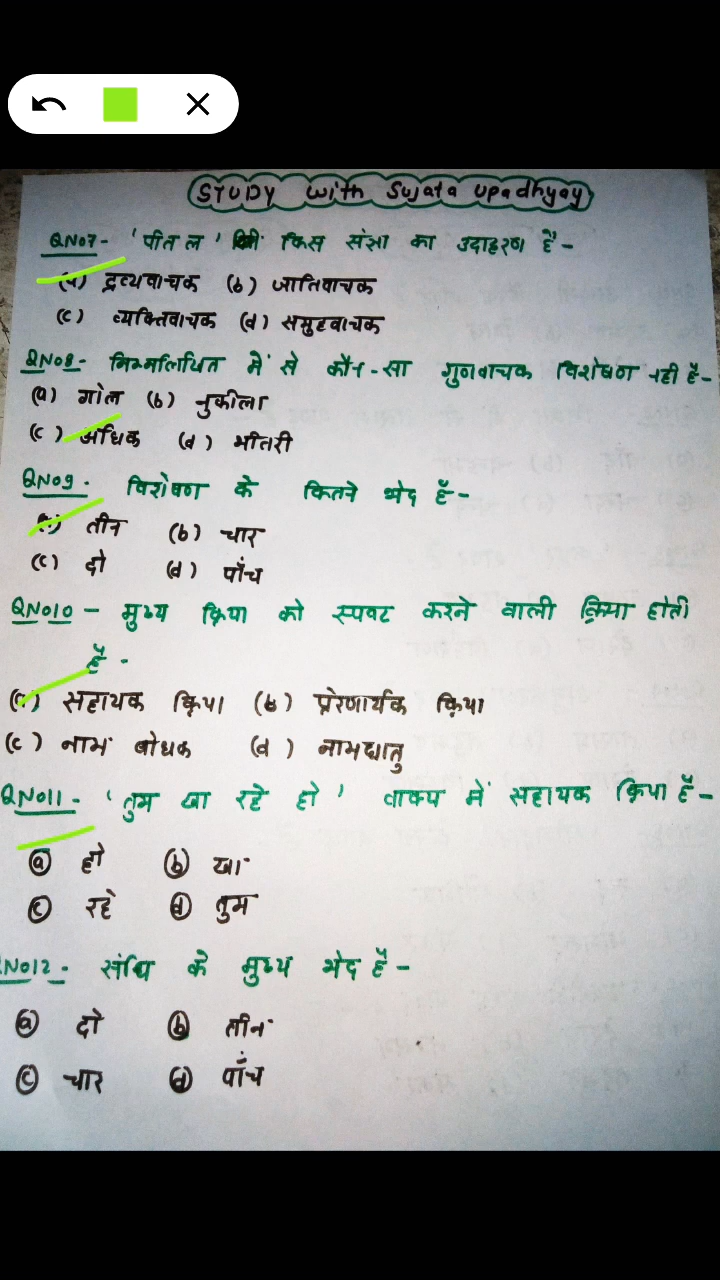 STUDY with Sujata Upadhyay
QNo7- 'पीतल' किस संज्ञा का उदाहरण है -
(a) द्रव्यवाचक (b) जातिवाचक
(c) व्यक्तिवाचक (d) समुहवाचक
QNo8- निम्नलिखित में से कौन-सा गुणवाचक विशेषण नही है-
(a) गोल (b) नुकीला
(c) अधिक (d) भीतरी
QNo9- विशेषण के कितने भेद है-
(a) तीन (b) चार
(c) दो (d) पाँच
QNo10 - मुख्य क्रिया को स्पष्ट करने वाली क्रिया होती
है -
(a) सहायक क्रिया (b) प्रेरणार्थक क्रिया
(c) नाम बोधक (d) नामधातु
QNo11- 'तुम खा रहे हो' वाक्य में सहायक क्रिया है-
(a) हो (b) खा
(c) रहे (d) तुम
QNo12- संधि के मुख्य भेद है -
(a) दो (b) तीन
(c) चार (d) पाँच